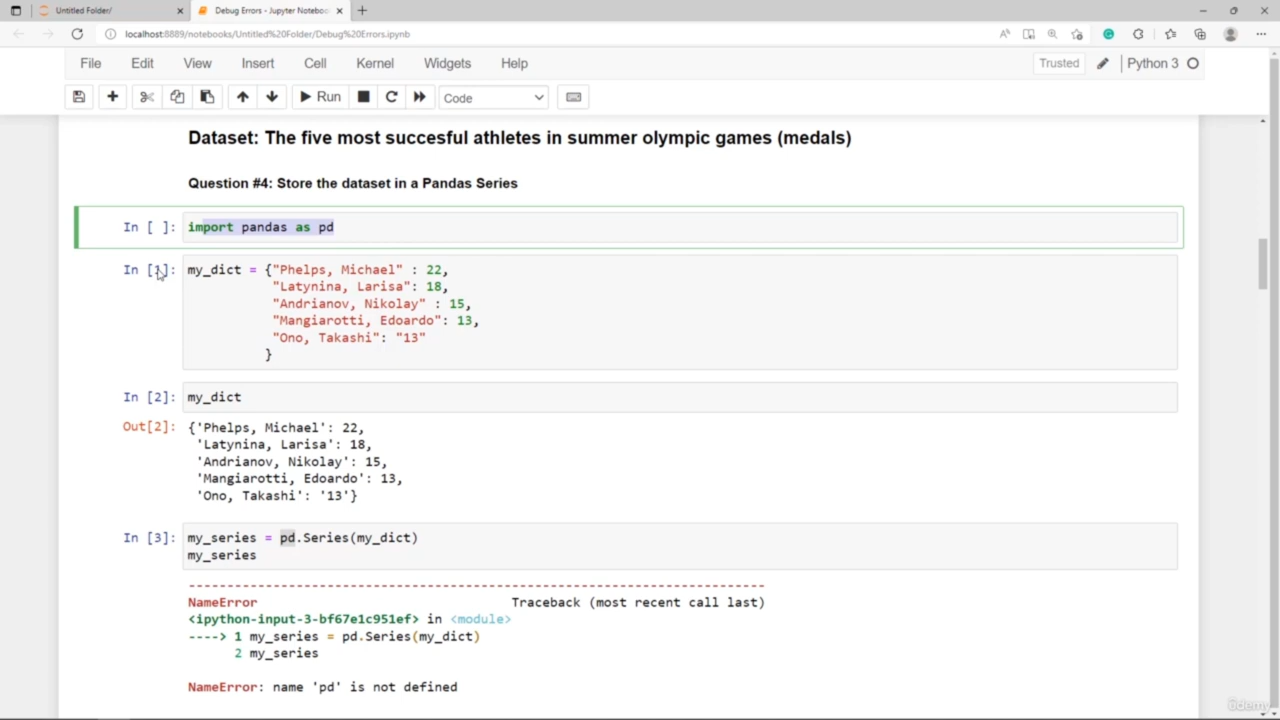 Untitled Folder/
Debug Errors - Jupyter Noteboo
localhost:8889/notebooks/Untitled%20Folder/Debug%20Errors.ipynb
File Edit View Insert Cell Kernel Widgets Help
Trusted
Python 3
Run
Code
Dataset: The five most succesful athletes in summer olympic games (medals)
Question #4: Store the dataset in a Pandas Series
In [ ]: import pandas as pd
In [1]: my_dict = {"Phelps, Michael" : 22,
"Latynina, Larisa": 18,
"Andrianov, Nikolay" : 15,
"Mangiarotti, Edoardo": 13,
"Ono, Takashi": "13"
}
In [2]: my_dict
Out[2]: {'Phelps, Michael': 22,
'Latynina, Larisa': 18,
'Andrianov, Nikolay': 15,
'Mangiarotti, Edoardo': 13,
'Ono, Takashi': '13'}
In [3]: my_series = pd.Series(my_dict)
my_series
---------------------------------------------------------------------------
NameError Traceback (most recent call last)
<ipython-input-3-bf67e1c951ef> in <module>
----> 1 my_series = pd.Series(my_dict)
2 my_series
NameError: name 'pd' is not defined
ûdemy